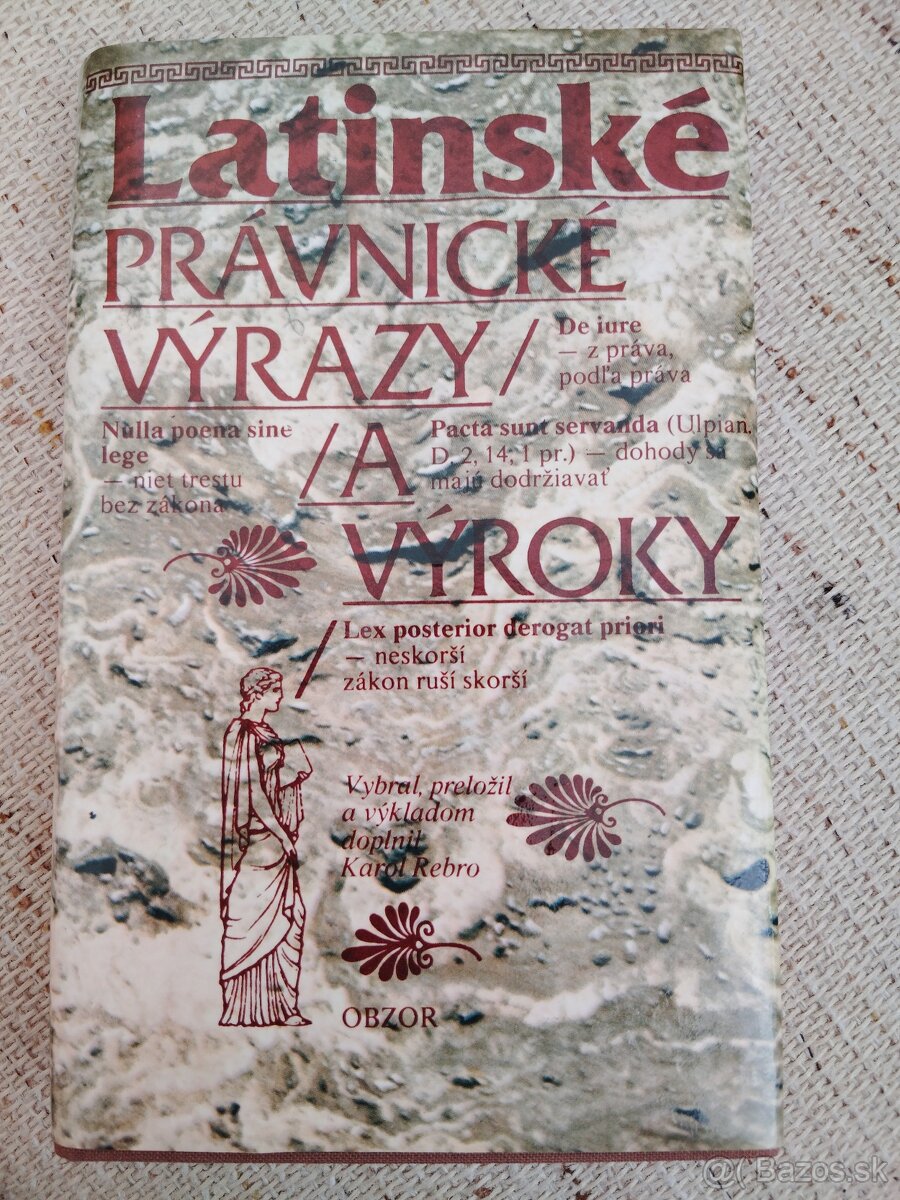 Latinské
PRÁVNICKÉ
VÝRAZY /
De iure
— z práva,
podľa práva
Nulla poena sine
lege
— niet trestu
bez zákona
/ A
Pacta sunt servanda (Ulpian.
D. 2, 14; 1 pr.) — dohody sa
majú dodržiavať
VÝROKY
/
Lex posterior derogat priori
— neskorší
zákon ruší skorší
Vybral, preložil
a výkladom
doplnil
Karol Rebro
OBZOR
@( Bazos.sk